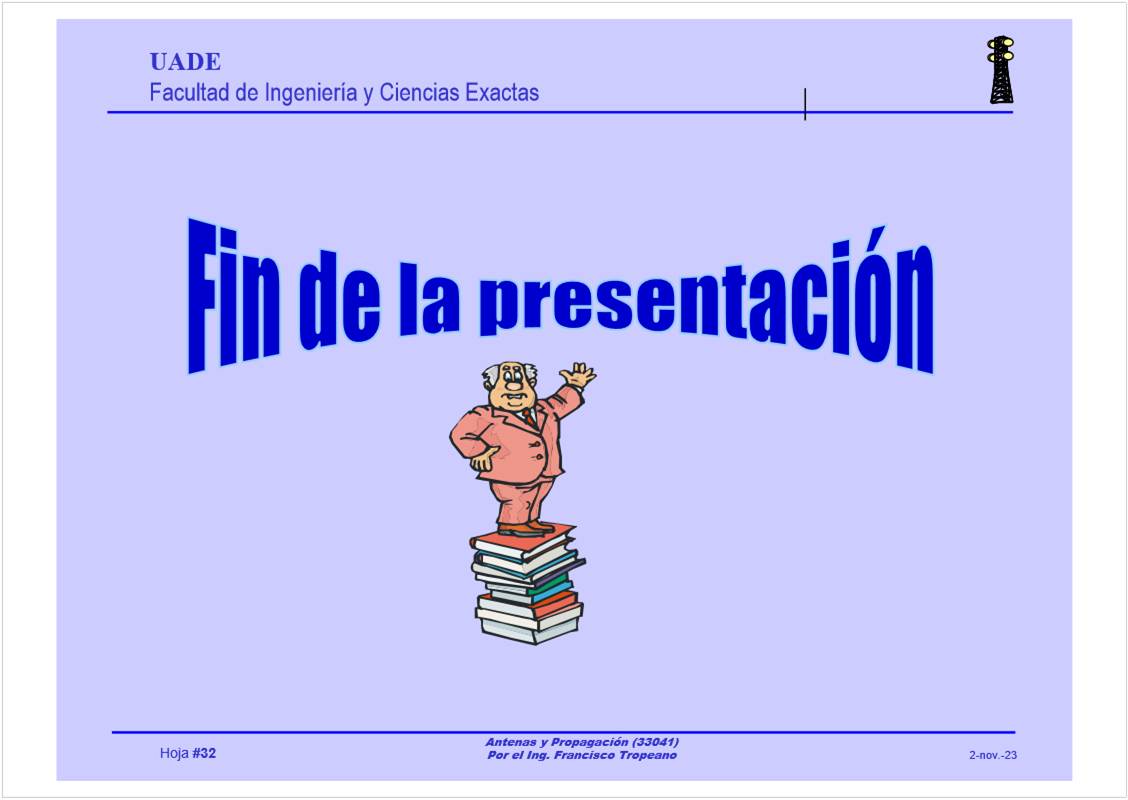 UADE
Facultad de Ingeniería y Ciencias Exactas
Fin de la presentación
Hoja #32
Antenas y Propagación (33041)
Por el Ing. Francisco Tropeano
2-nov.-23